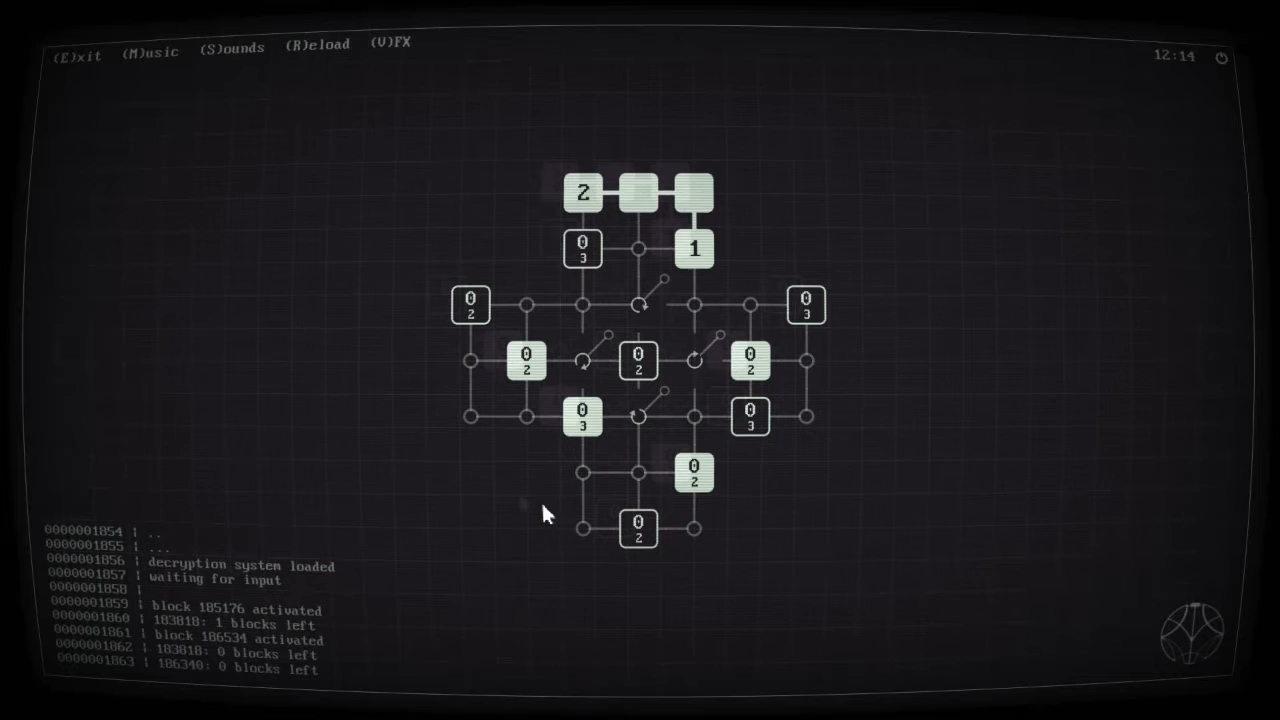 (E)xit (M)usic (S)ounds (R)eload (V)FX 12:14
2
0 1
3
0 0
2 3
0 0 0
2 2 2
0 0
3 3
0
2
0
2
0000001854 | ..
0000001855 | ...
0000001856 | decryption system loaded
0000001857 | waiting for input
0000001858 |
0000001859 | block 185176 activated
0000001860 | 183818: 1 blocks left
0000001861 | block 186534 activated
0000001862 | 183818: 0 blocks left
0000001863 | 186340: 0 blocks left